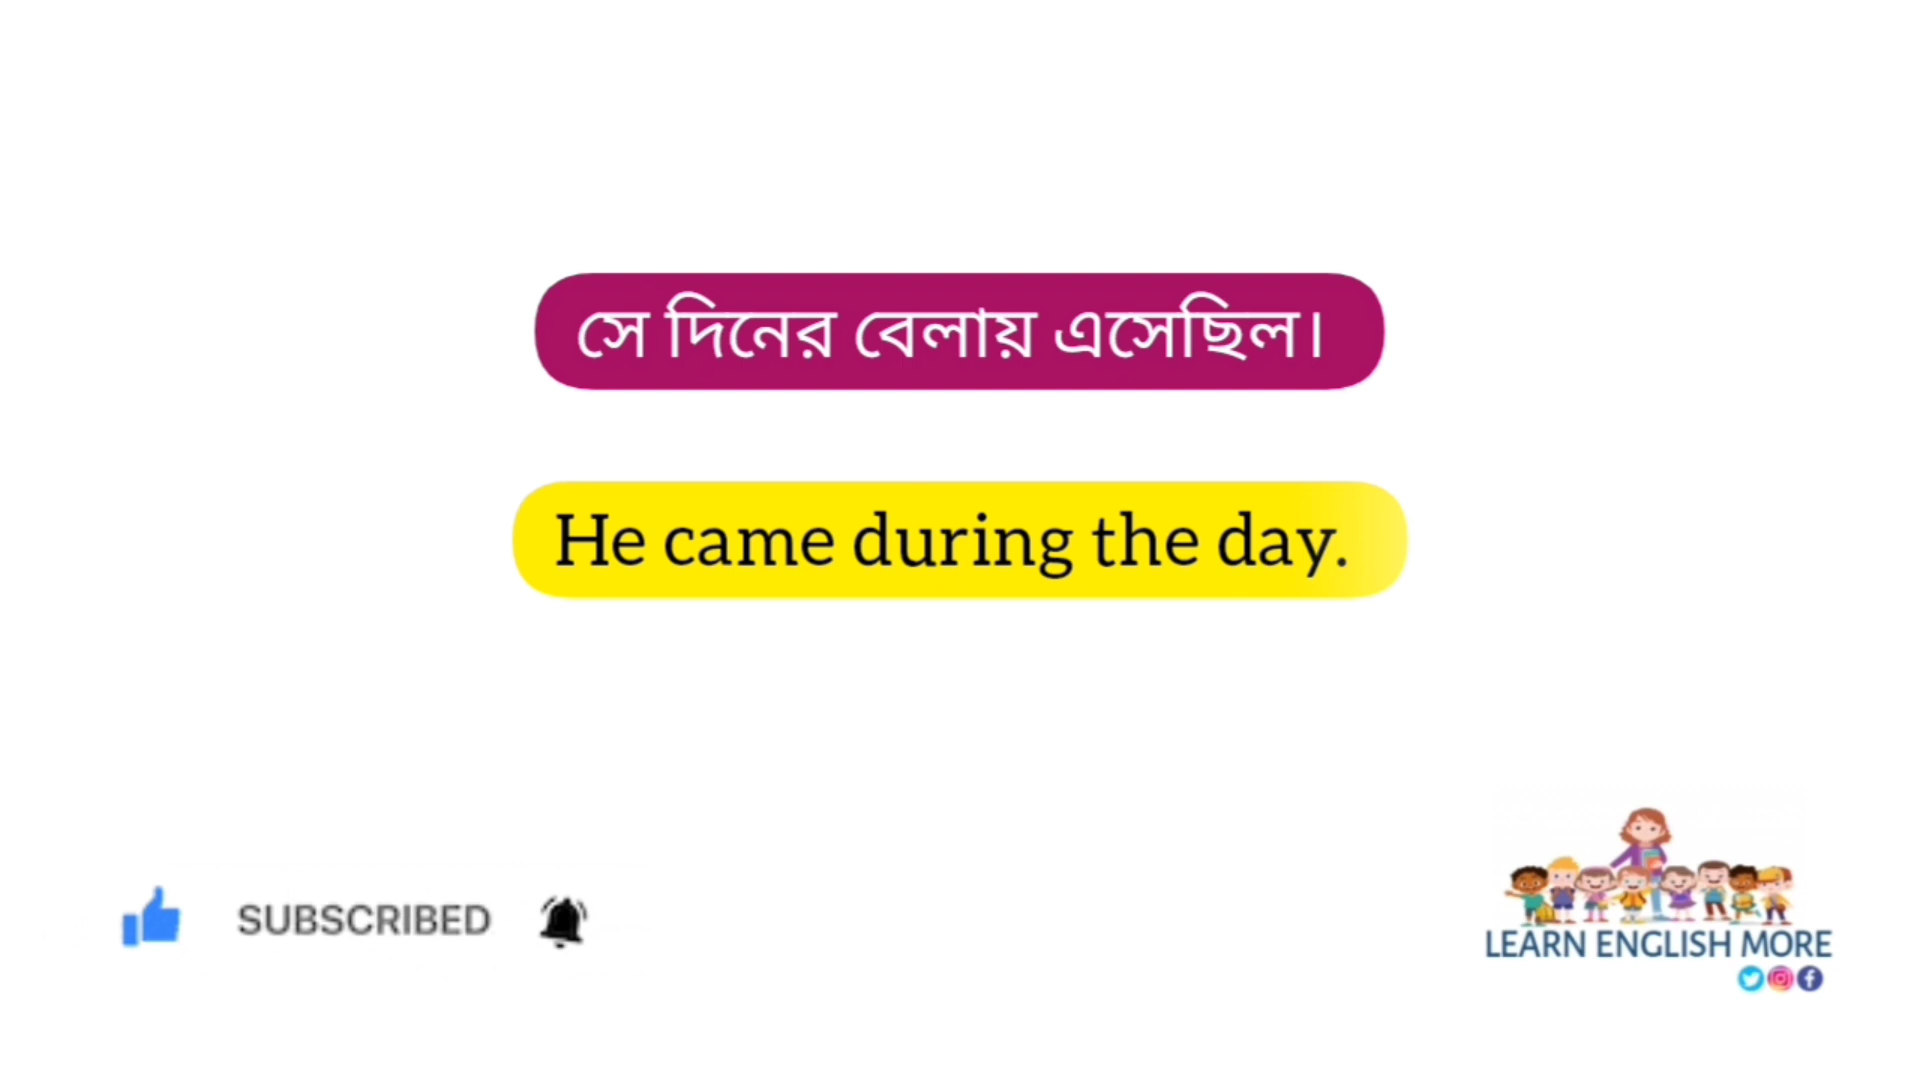 সে দিনের বেলায় এসেছিল।
He came during the day.
SUBSCRIBED
LEARN ENGLISH MORE